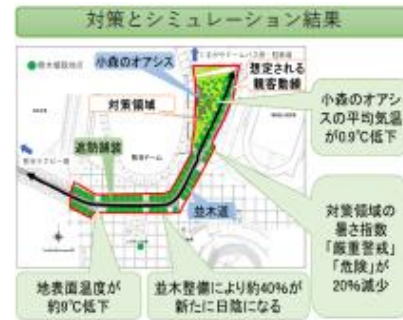 対策とシミュレーション結果
小森のオアシス
想定される
観客動線
対策領域
遮熱舗装
並木道
小森のオアシ
スの平均気温
が0.9℃低下
対策領域の
暑さ指数
「厳重警戒」
「危険」が
20%減少
地表面温度が
約9℃低下
並木整備により約40%が
新たに日陰になる